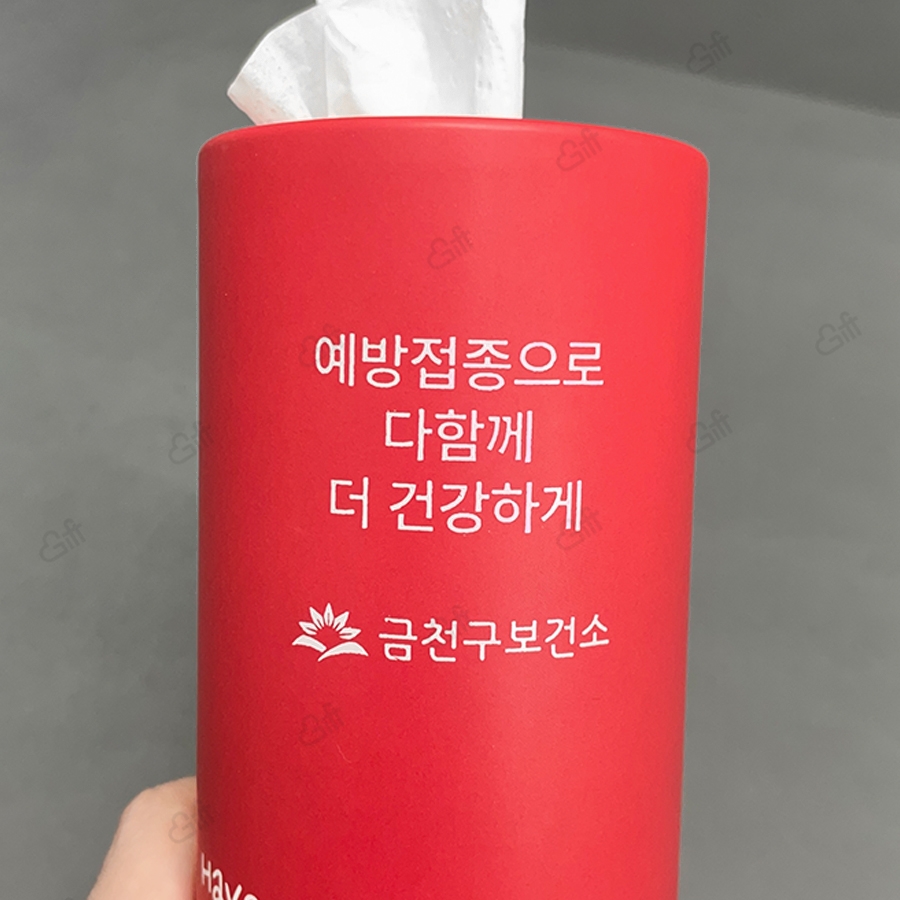 예방접종으로
다함께
더 건강하게
금천구보건소